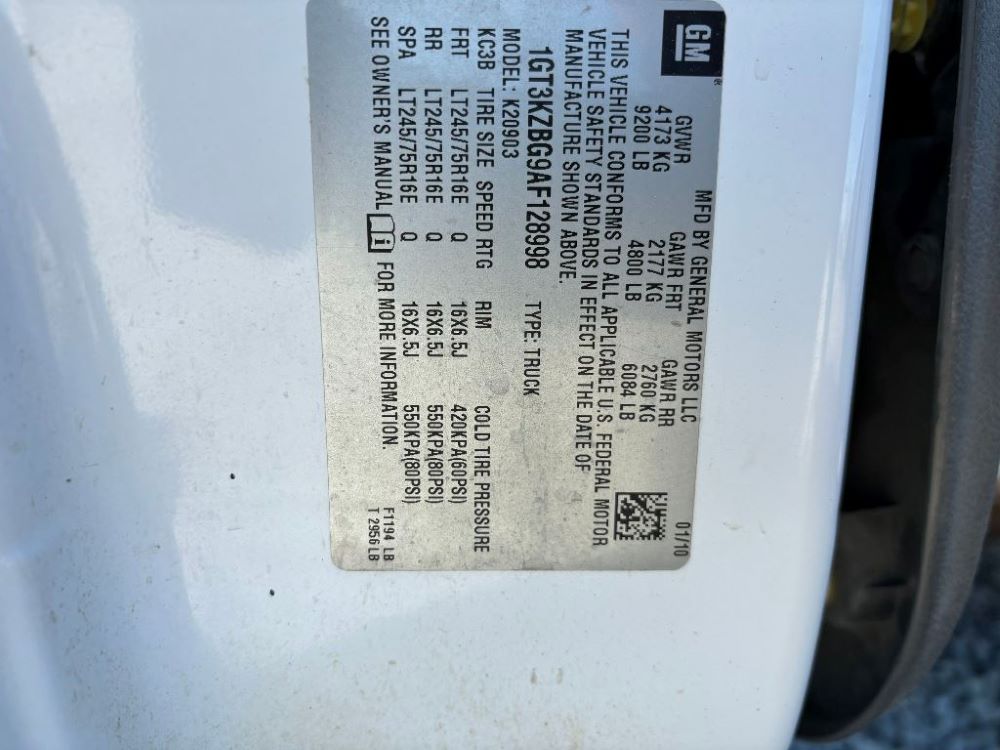 GM
MFD BY GENERAL MOTORS LLC 01/10
GVWR GAWR FRT GAWR RR
4173 KG 2177 KG 2760 KG
9200 LB 4800 LB 6084 LB
THIS VEHICLE CONFORMS TO ALL APPLICABLE U.S. FEDERAL MOTOR
VEHICLE SAFETY STANDARDS IN EFFECT ON THE DATE OF
MANUFACTURE SHOWN ABOVE.
1GT3KZBG9AF128998 TYPE: TRUCK
MODEL: K20903
KC3B TIRE SIZE SPEED RTG RIM COLD TIRE PRESSURE
FRT LT245/75R16E Q 16X6.5J 420KPA(60PSI)
RR LT245/75R16E Q 16X6.5J 550KPA(80PSI)
SPA LT245/75R16E Q 16X6.5J 550KPA(80PSI)
SEE OWNER'S MANUAL FOR MORE INFORMATION.
F1194 LB
T 2956 LB